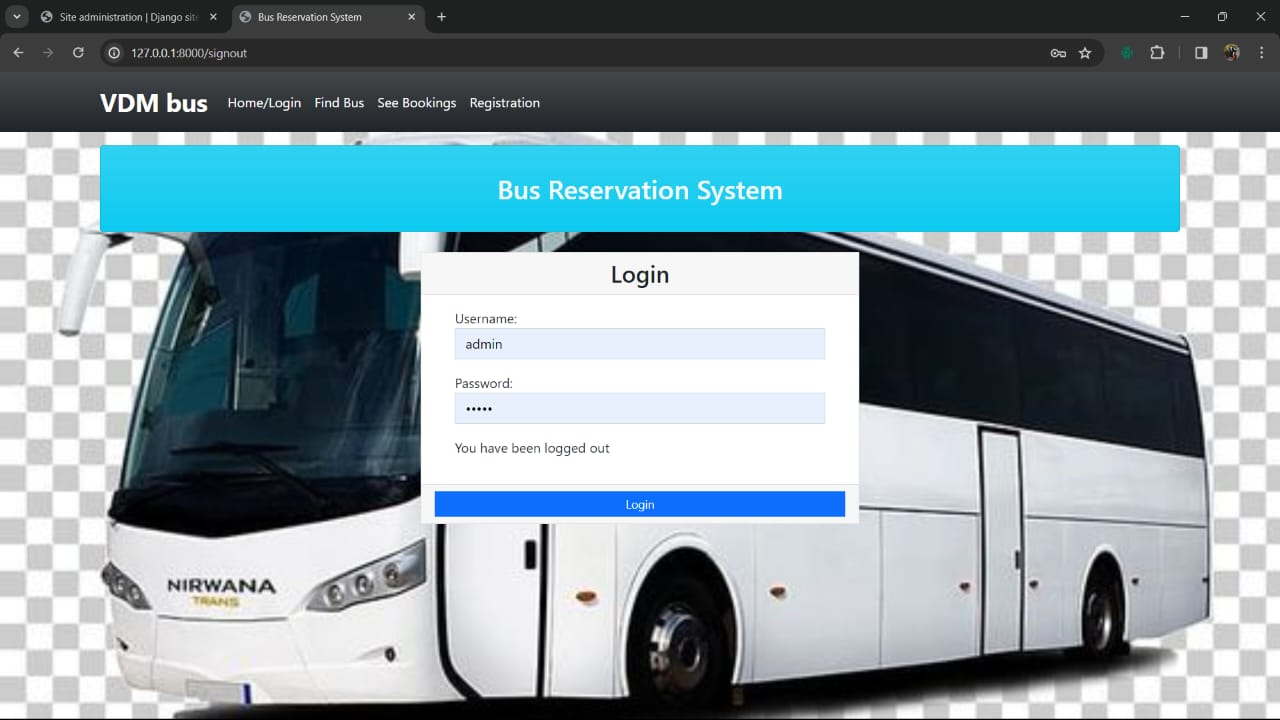 Site administration | Django sit
Bus Reservation System
127.0.0.1:8000/signout
VDM bus Home/Login Find Bus See Bookings Registration
Bus Reservation System
Login
Username:
admin
Password:
•••••
You have been logged out
Login
NIRWANA
TRANS